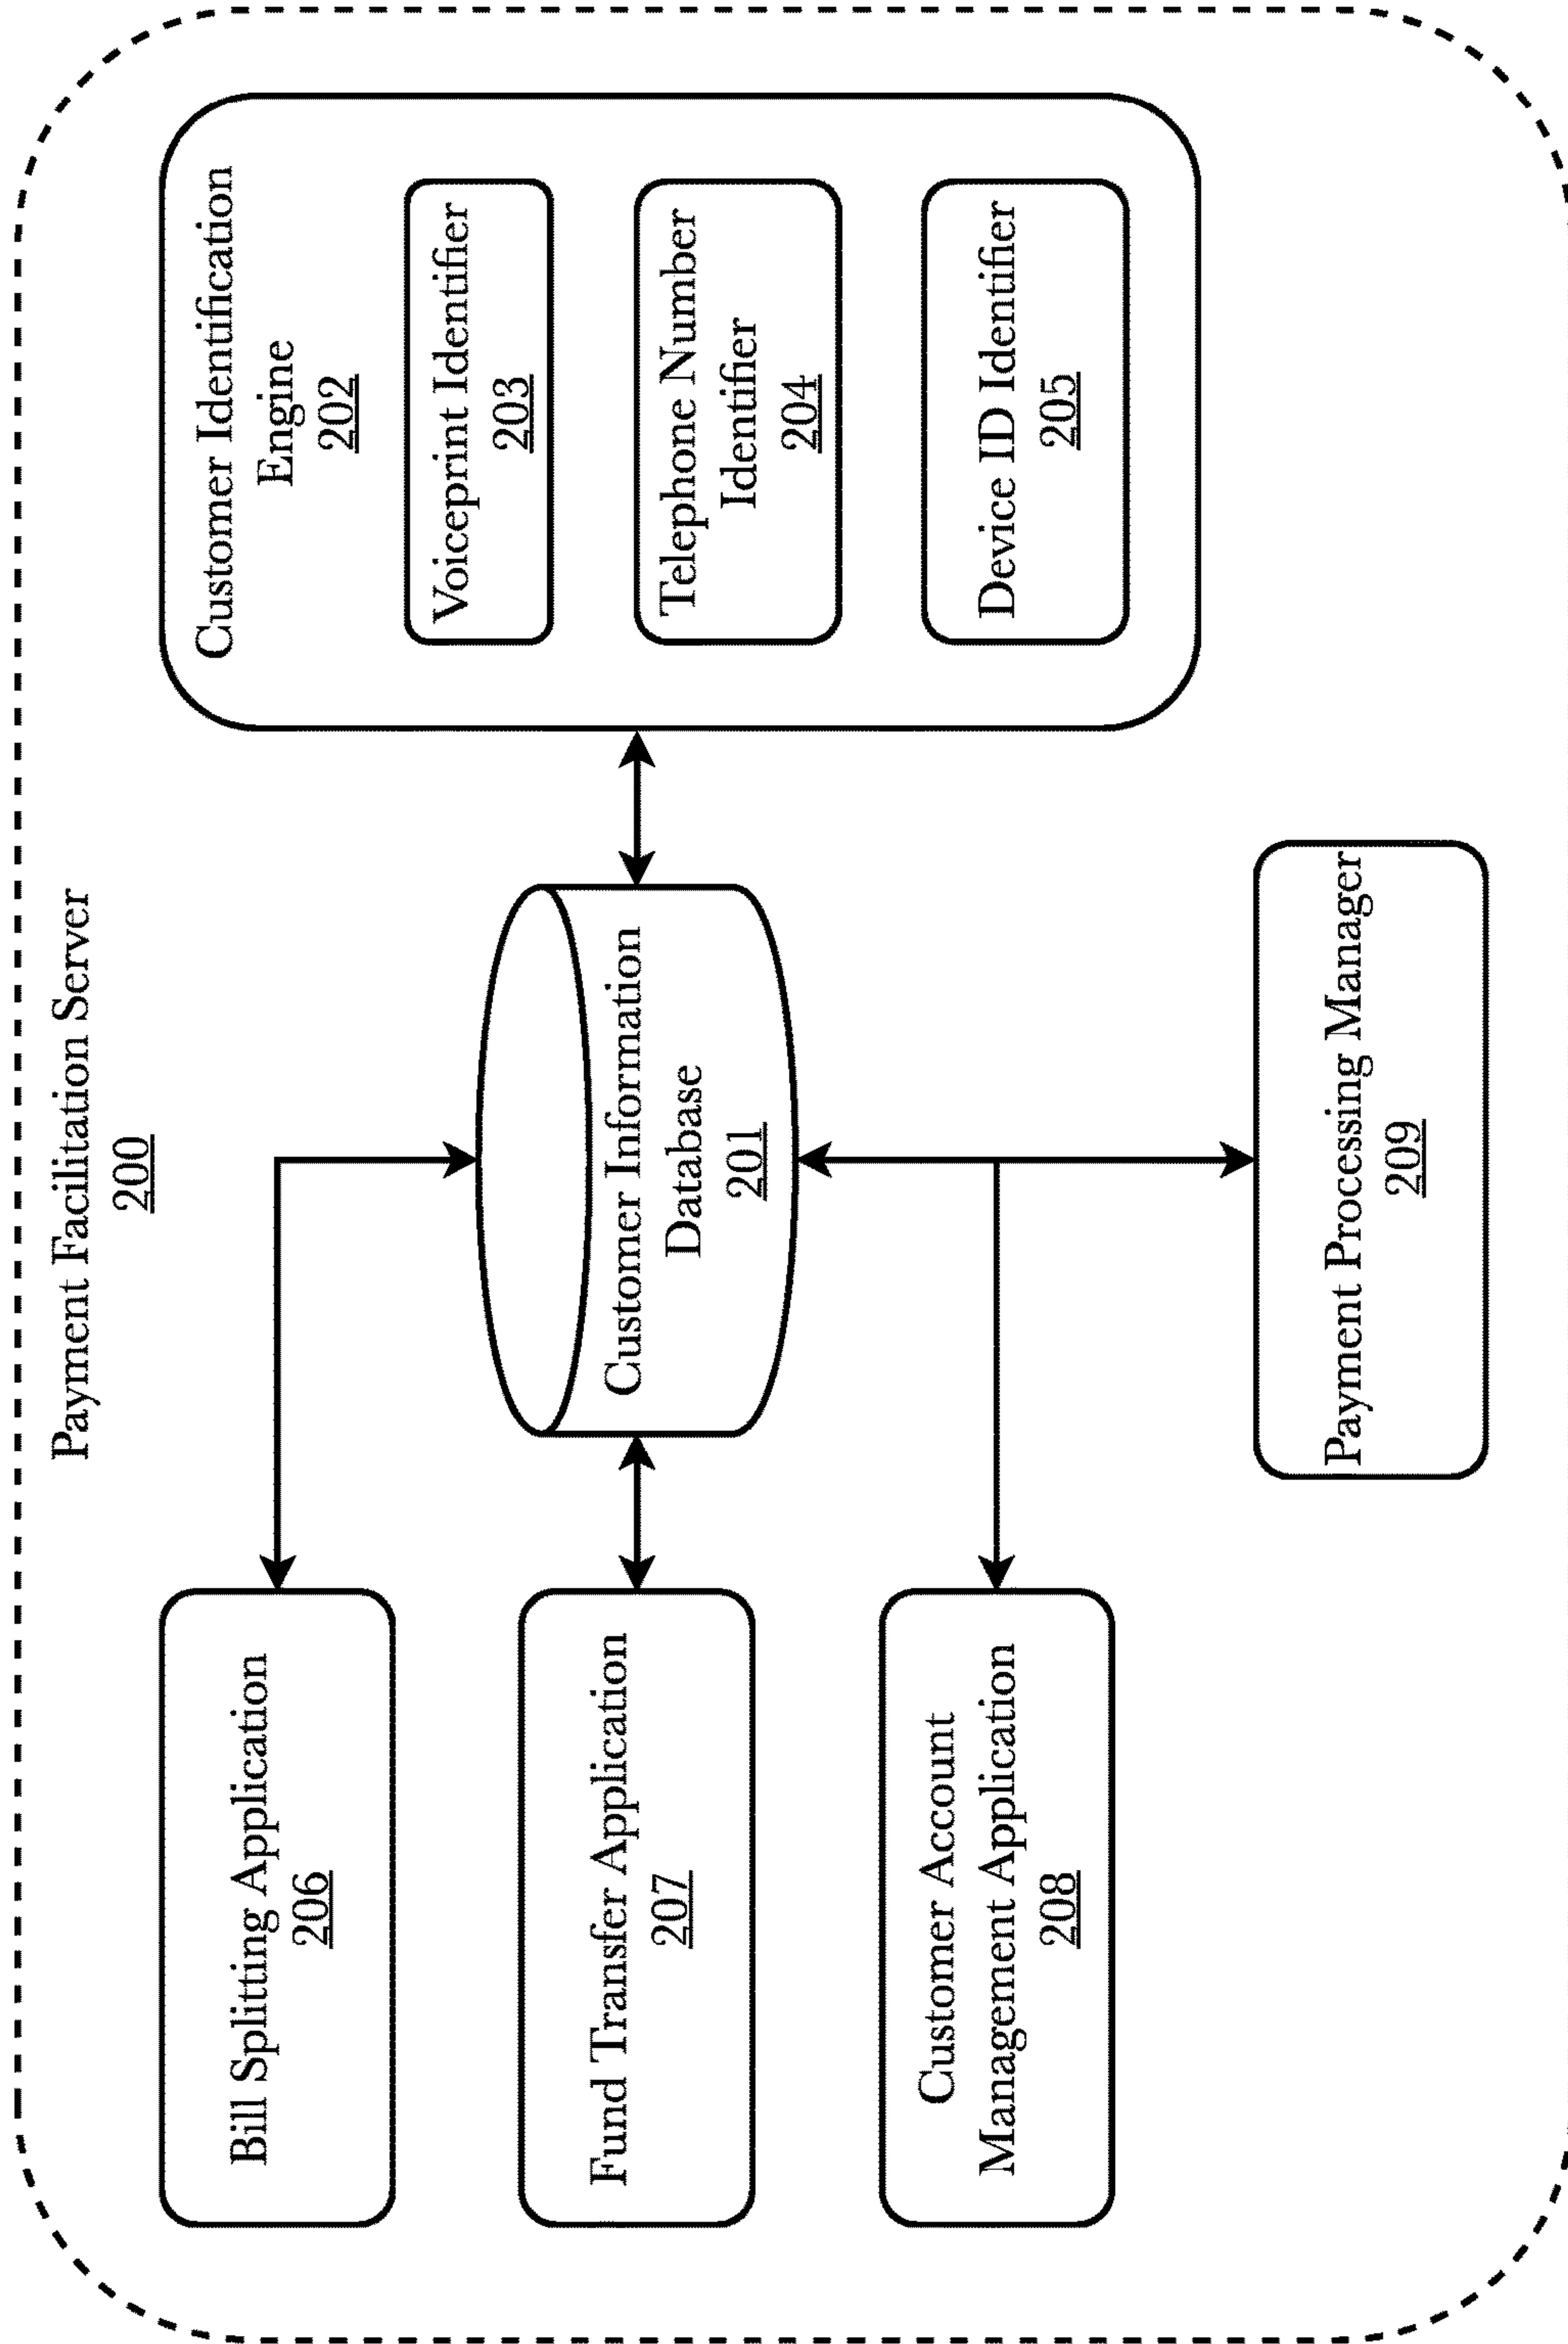 Payment Facilitation Server
200
Bill Splitting Application
206
Fund Transfer Application
207
Customer Account
Management Application
208
Customer Information
Database
201
Customer Identification
Engine
202
Voiceprint Identifier
203
Telephone Number
Identifier
204
Device ID Identifier
205
Payment Processing Manager
209